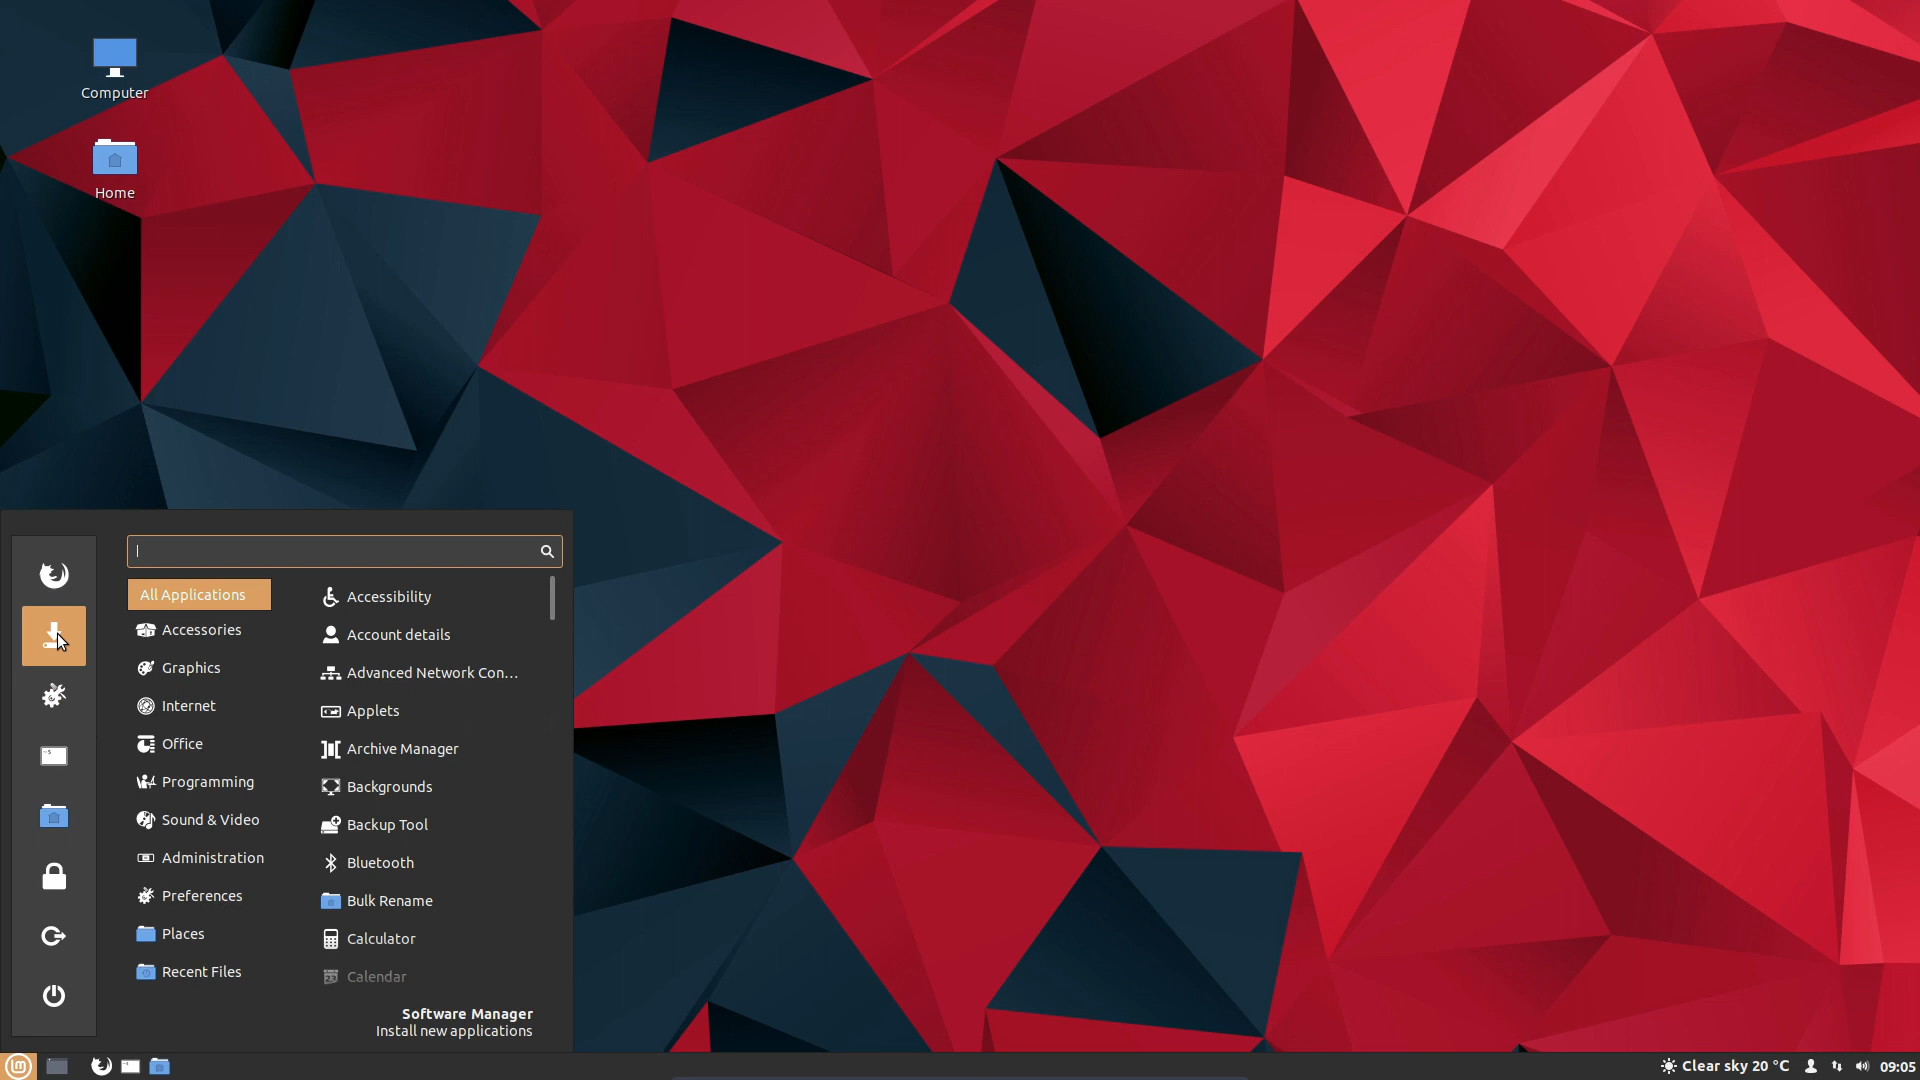 Computer
Home
All Applications
Accessories
Graphics
Internet
Office
Programming
Sound & Video
Administration
Preferences
Places
Recent Files
Accessibility
Account details
Advanced Network Con...
Applets
Archive Manager
Backgrounds
Backup Tool
Bluetooth
Bulk Rename
Calculator
Calendar
Software Manager
Install new applications
Clear sky 20 °C
09:05